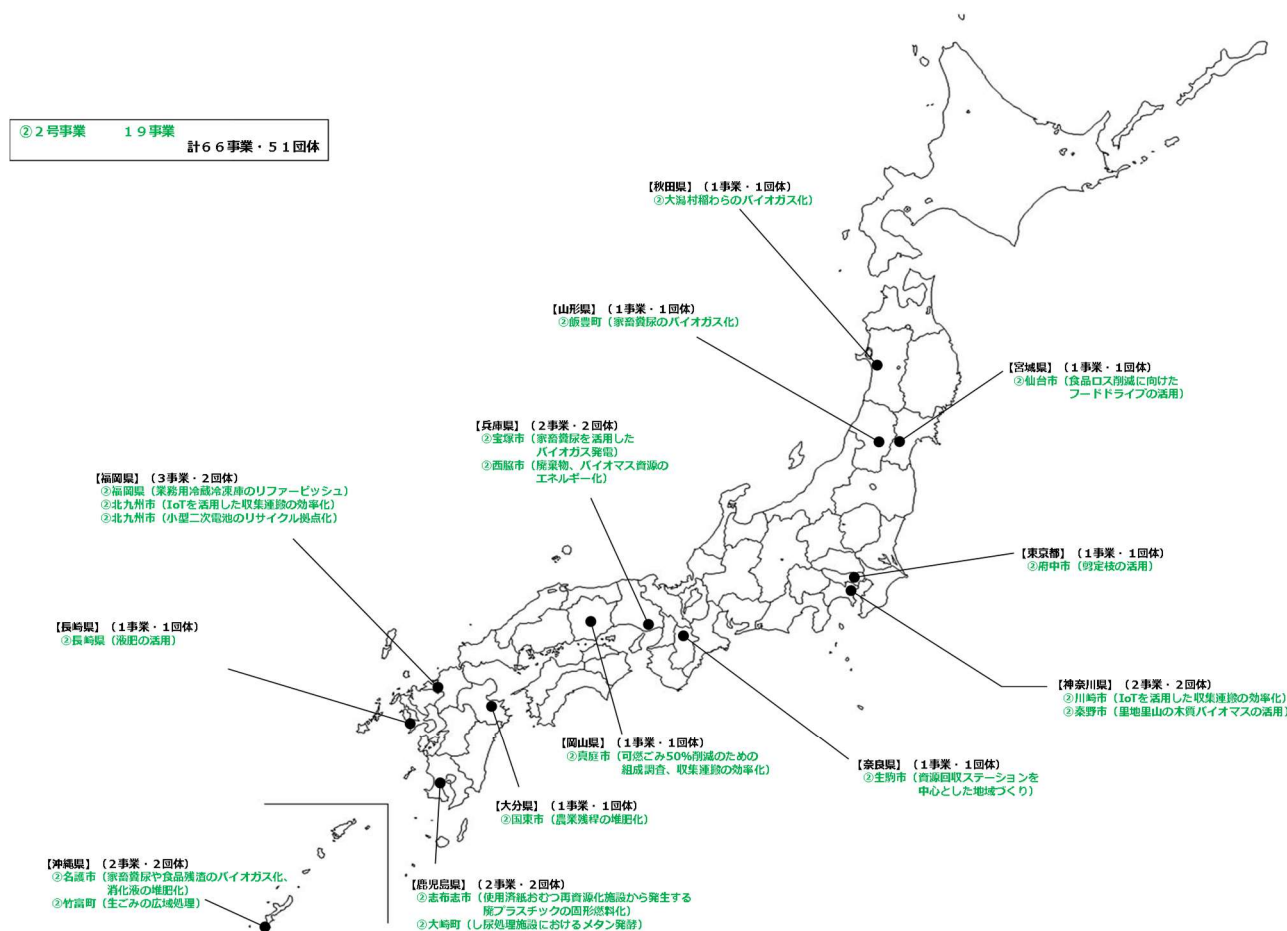 ②２号事業　　１９事業
計６６事業・５１団体
【秋田県】（１事業・１団体）
②大潟村稲わらのバイオガス化）
【山形県】（１事業・１団体）
②飯豊町（家畜糞尿のバイオガス化）
【宮城県】（１事業・１団体）
②仙台市（食品ロス削減に向けた
フードドライブの活用）
【兵庫県】（２事業・２団体）
②宝塚市（家畜糞尿を活用した
バイオガス発電）
②西脇市（廃棄物、バイオマス資源の
エネルギー化）
【福岡県】（３事業・２団体）
②福岡県（業務用冷蔵冷凍庫のリファービッシュ）
②北九州市（IoTを活用した収集運搬の効率化）
②北九州市（小型二次電池のリサイクル拠点化）
【東京都】（１事業・１団体）
②府中市（剪定枝の活用）
【長崎県】（１事業・１団体）
②長崎県（液肥の活用）
【神奈川県】（２事業・２団体）
②川崎市（IoTを活用した収集運搬の効率化）
②秦野市（里地里山の木質バイオマスの活用）
【岡山県】（１事業・１団体）
②真庭市（可燃ごみ50%削減のための
組成調査、収集運搬の効率化）
【奈良県】（１事業・１団体）
②生駒市（資源回収ステーションを
中心とした地域づくり）
【大分県】（１事業・１団体）
②国東市（農業残稈の堆肥化）
【沖縄県】（２事業・２団体）
②名護市（家畜糞尿や食品残渣のバイオガス化、
消化液の堆肥化）
②竹富町（生ごみの広域処理）
【鹿児島県】（２事業・２団体）
②志布志市（使用済紙おむつ再資源化施設から発生する
廃プラスチックの固形燃料化）
②大崎町（し尿処理施設におけるメタン発酵）